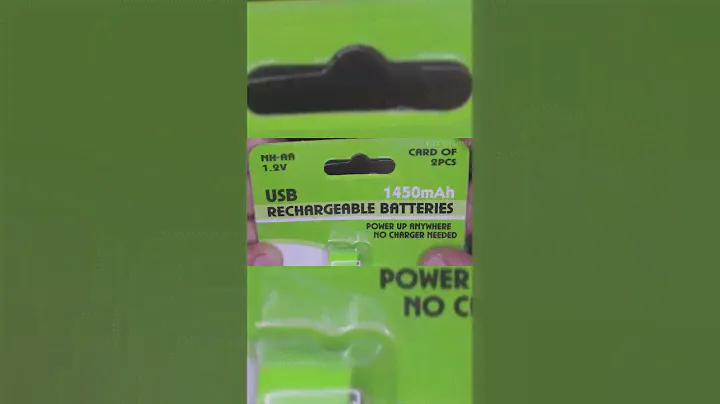 NH-AA
1.2V
CARD OF
2PCS
USB
1450mAh
RECHARGEABLE BATTERIES
POWER UP ANYWHERE
NO CHARGER NEEDED
POWER
NO C